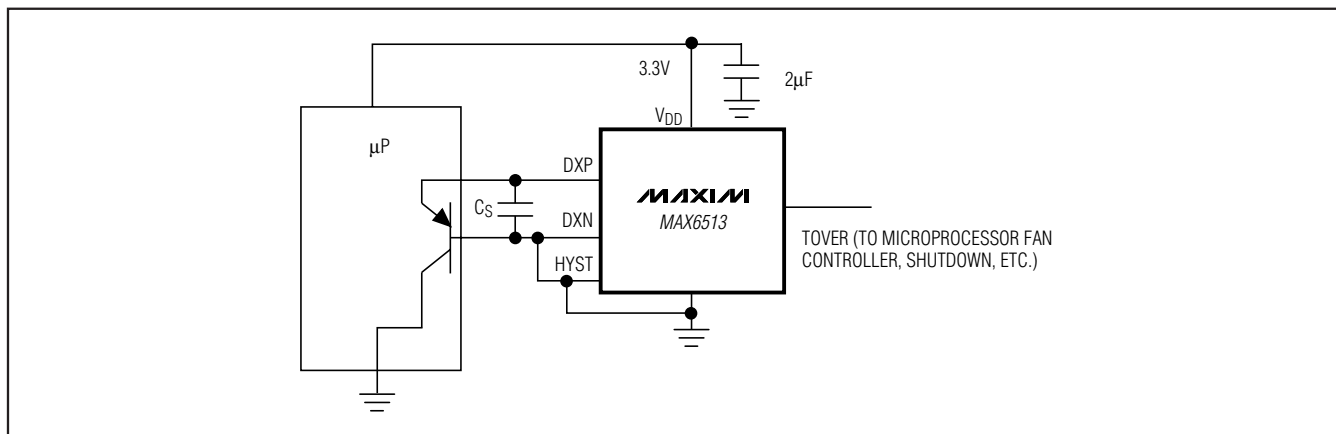 3.3V
2µF
V_DD
µP
DXP
C_S
DXN
HYST
MAXIM
MAX6513
TOVER (TO MICROPROCESSOR FAN
CONTROLLER, SHUTDOWN, ETC.)